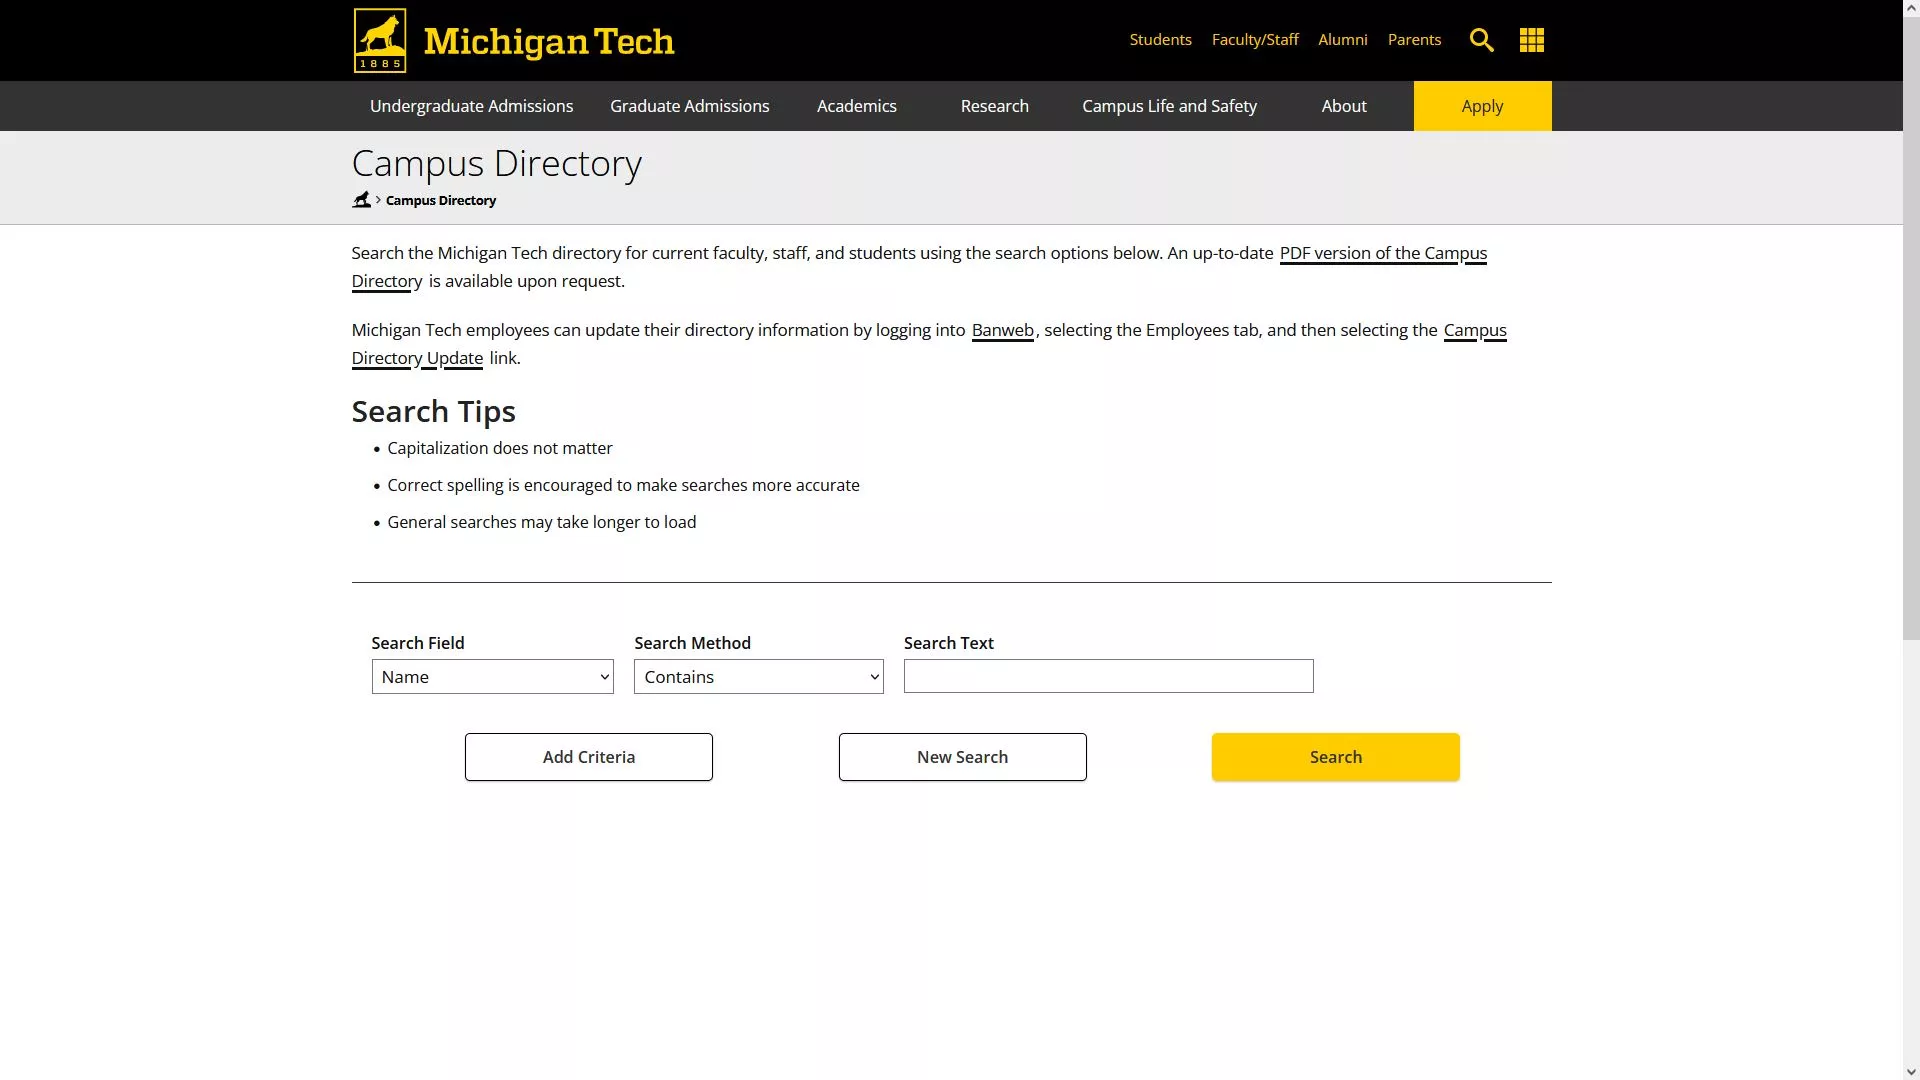 1885
Michigan Tech
Students Faculty/Staff Alumni Parents
Undergraduate Admissions Graduate Admissions Academics Research Campus Life and Safety About Apply
Campus Directory
> Campus Directory
Search the Michigan Tech directory for current faculty, staff, and students using the search options below. An up-to-date PDF version of the Campus
Directory is available upon request.
Michigan Tech employees can update their directory information by logging into Banweb, selecting the Employees tab, and then selecting the Campus
Directory Update link.
Search Tips
• Capitalization does not matter
• Correct spelling is encouraged to make searches more accurate
• General searches may take longer to load
Search Field Search Method Search Text
Name Contains
Add Criteria New Search Search